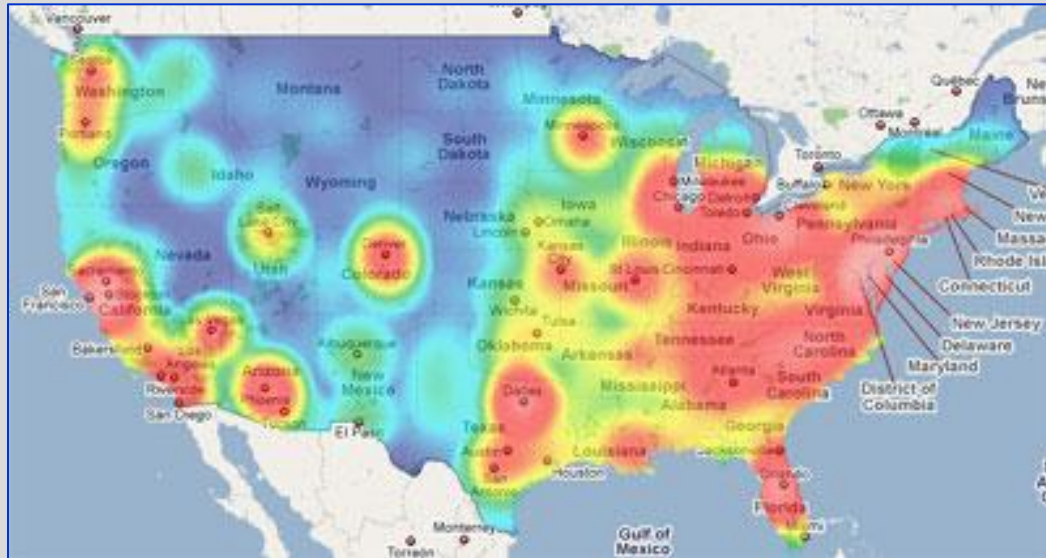 Vancouver
Seattle
Washington
Portland
Oregon
Idaho
Montana
North
Dakota
South
Dakota
Wyoming
Minnesota
Minneapolis
Wisconsin
Michigan
Milwaukee
Chicago
Detroit
Toledo
Toronto
Buffalo
Ottawa
Montreal
Québec
Maine
New York
Cleveland
Pennsylvania
Philadelphia
Ohio
Indiana
Illinois
Iowa
Nebraska
Omaha
Lincoln
Kansas
City
Kansas
Missouri
St Louis
Cincinnati
West
Virginia
Virginia
Kentucky
Tennessee
North
Carolina
South
Carolina
Massa
Rhode Isl
Connecticut
New Jersey
Delaware
Maryland
District of
Columbia
Salt
Lake City
Utah
Nevada
Denver
Colorado
Sacramento
San
Francisco
California
Bakersfield
Los
Angeles
Riverside
San Diego
Arizona
Phoenix
Tucson
Albuquerque
New
Mexico
El Paso
Wichita
Tulsa
Oklahoma
Arkansas
Dallas
Texas
Austin
San
Antonio
Houston
Louisiana
Mississippi
Alabama
Atlanta
Georgia
Jacksonville
Orlando
Florida
Miami
Gulf of
Mexico
Monterrey
Torreón